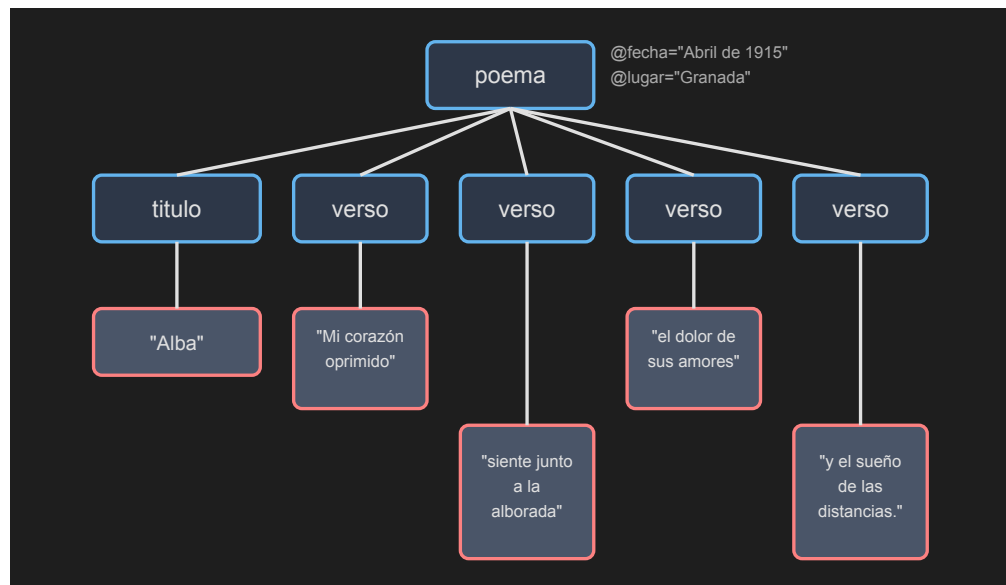 poema
@fecha="Abril de 1915"
@lugar="Granada"
titulo
verso
verso
verso
verso
"Alba"
"Mi corazón
oprimido"
"el dolor de
sus amores"
"siente junto
a la
alborada"
"y el sueño
de las
distancias."